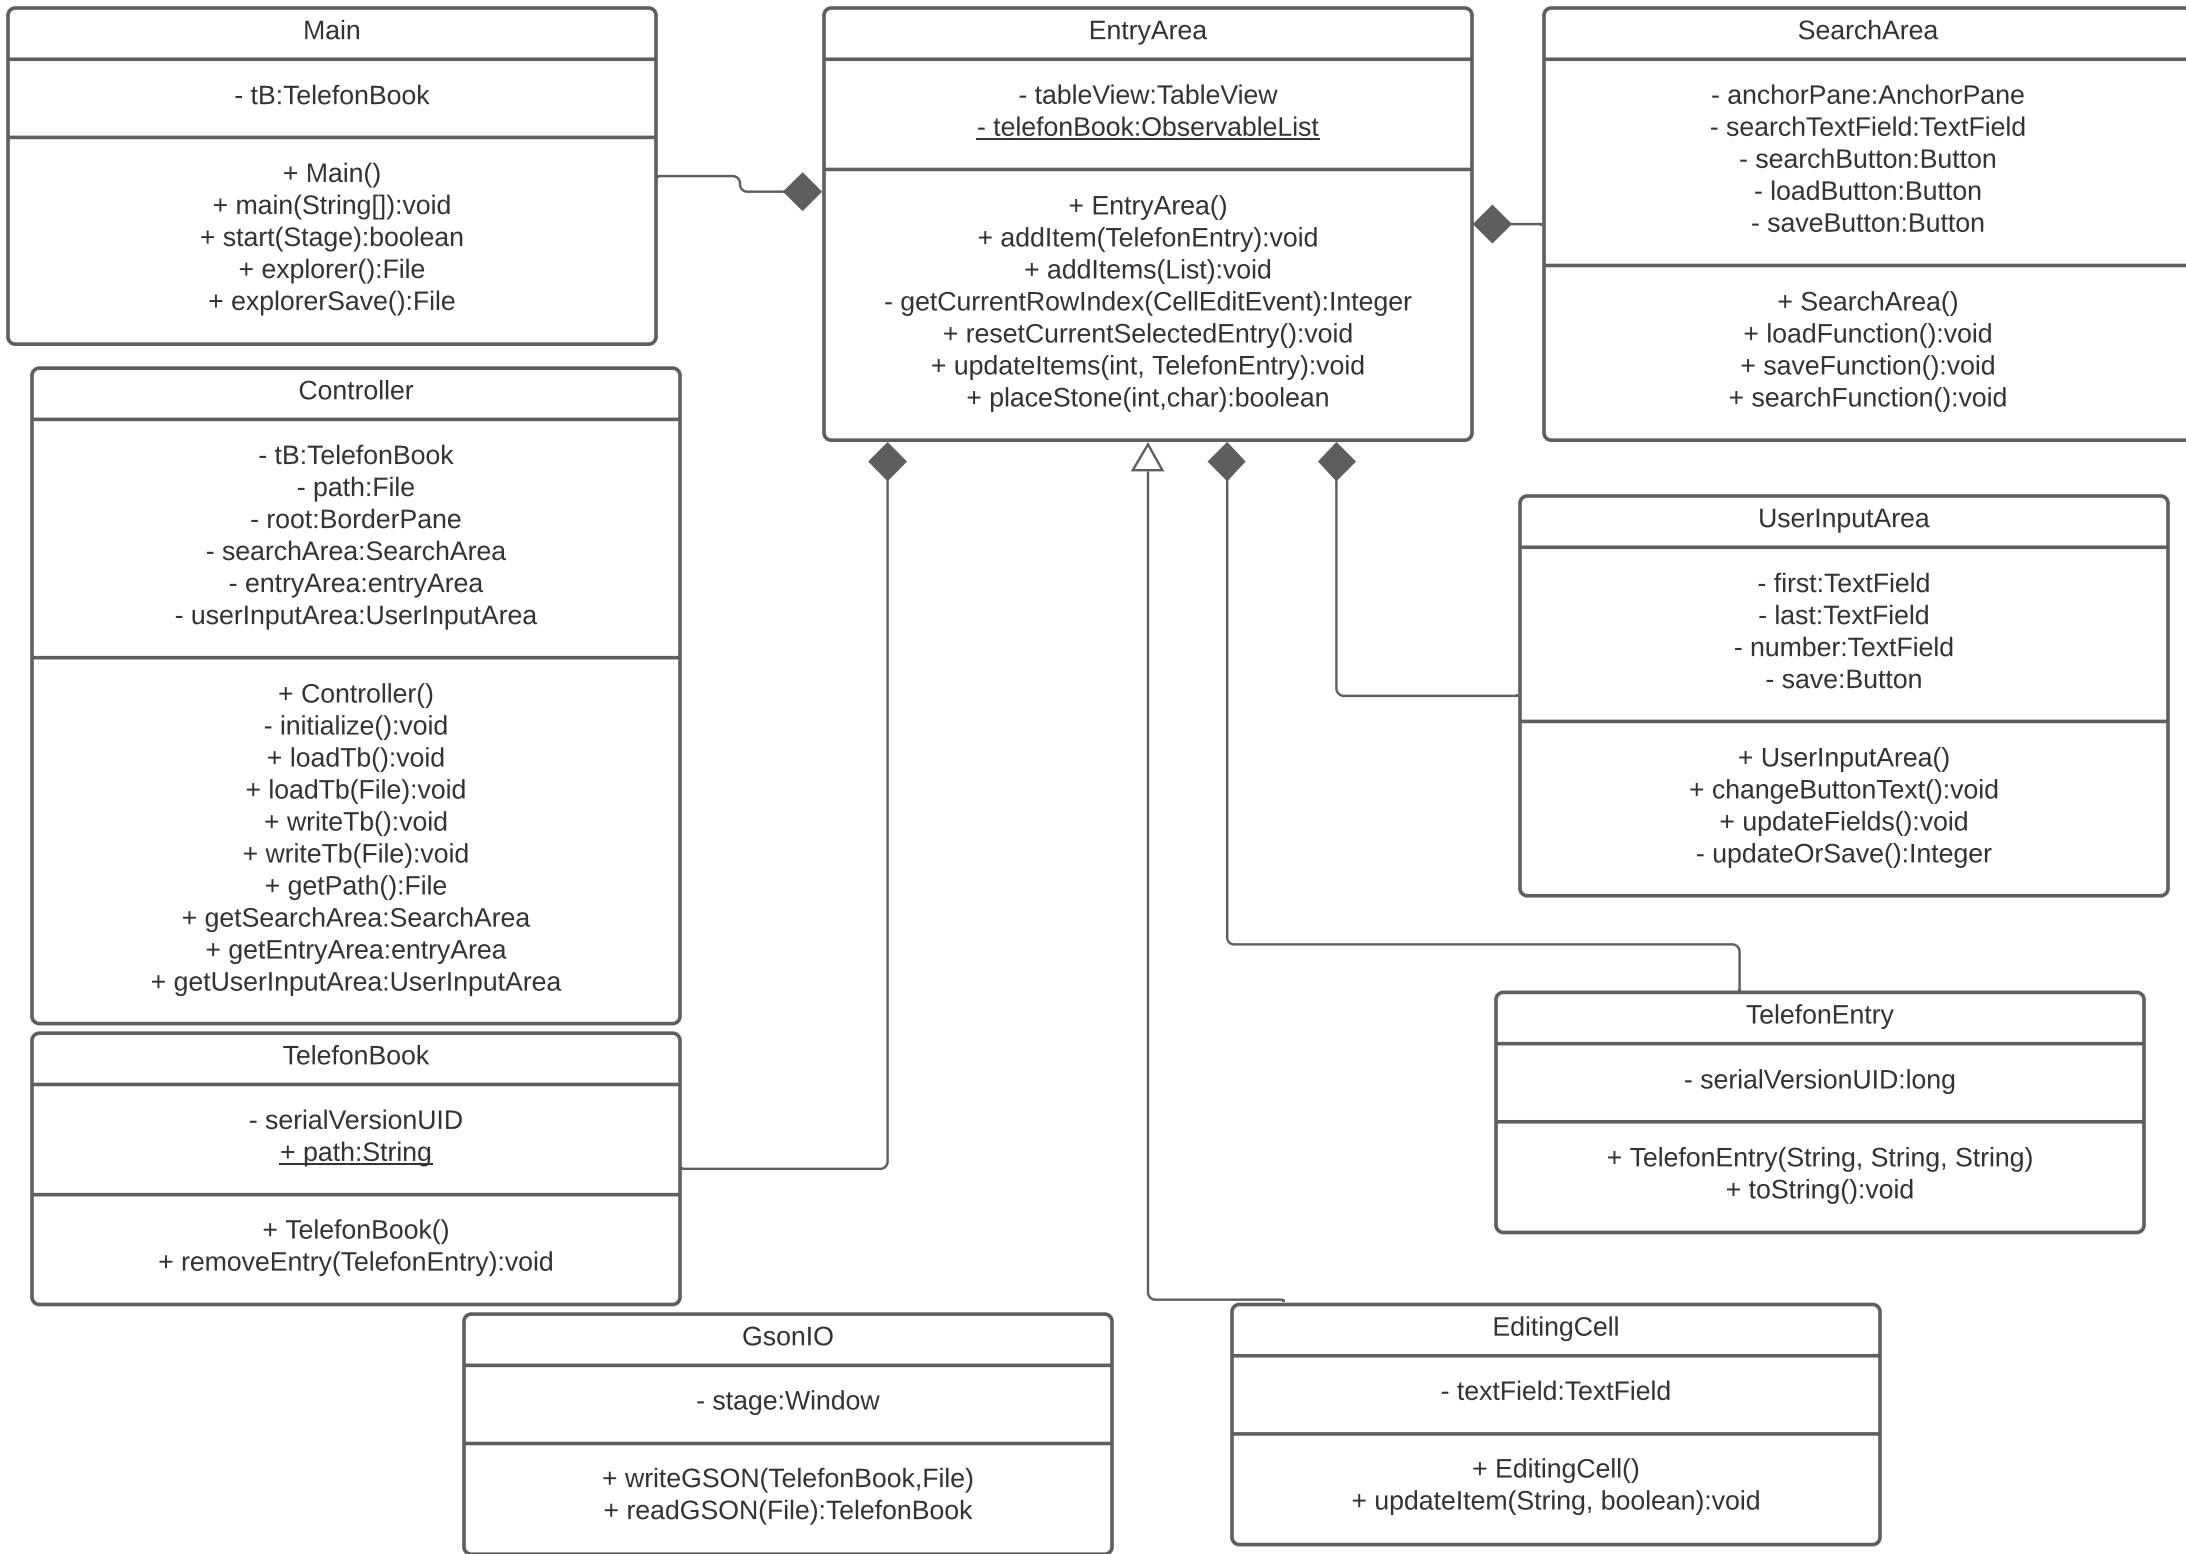 Main
- tB:TelefonBook
+ Main()
+ main(String[]):void
+ start(Stage):boolean
+ explorer():File
+ explorerSave():File
EntryArea
- tableView:TableView
- telefonBook:ObservableList
+ EntryArea()
+ addItem(TelefonEntry):void
+ addItems(List):void
- getCurrentRowIndex(CellEditEvent):Integer
+ resetCurrentSelectedEntry():void
+ updateItems(int, TelefonEntry):void
+ placeStone(int,char):boolean
SearchArea
- anchorPane:AnchorPane
- searchTextField:TextField
- searchButton:Button
- loadButton:Button
- saveButton:Button
+ SearchArea()
+ loadFunction():void
+ saveFunction():void
+ searchFunction():void
Controller
- tB:TelefonBook
- path:File
- root:BorderPane
- searchArea:SearchArea
- entryArea:entryArea
- userInputArea:UserInputArea
+ Controller()
- initialize():void
+ loadTb():void
+ loadTb(File):void
+ writeTb():void
+ writeTb(File):void
+ getPath():File
+ getSearchArea:SearchArea
+ getEntryArea:entryArea
+ getUserInputArea:UserInputArea
UserInputArea
- first:TextField
- last:TextField
- number:TextField
- save:Button
+ UserInputArea()
+ changeButtonText():void
+ updateFields():void
- updateOrSave():Integer
TelefonEntry
- serialVersionUID:long
+ TelefonEntry(String, String, String)
+ toString():void
TelefonBook
- serialVersionUID
+ path:String
+ TelefonBook()
+ removeEntry(TelefonEntry):void
GsonIO
- stage:Window
+ writeGSON(TelefonBook,File)
+ readGSON(File):TelefonBook
EditingCell
- textField:TextField
+ EditingCell()
+ updateItem(String, boolean):void